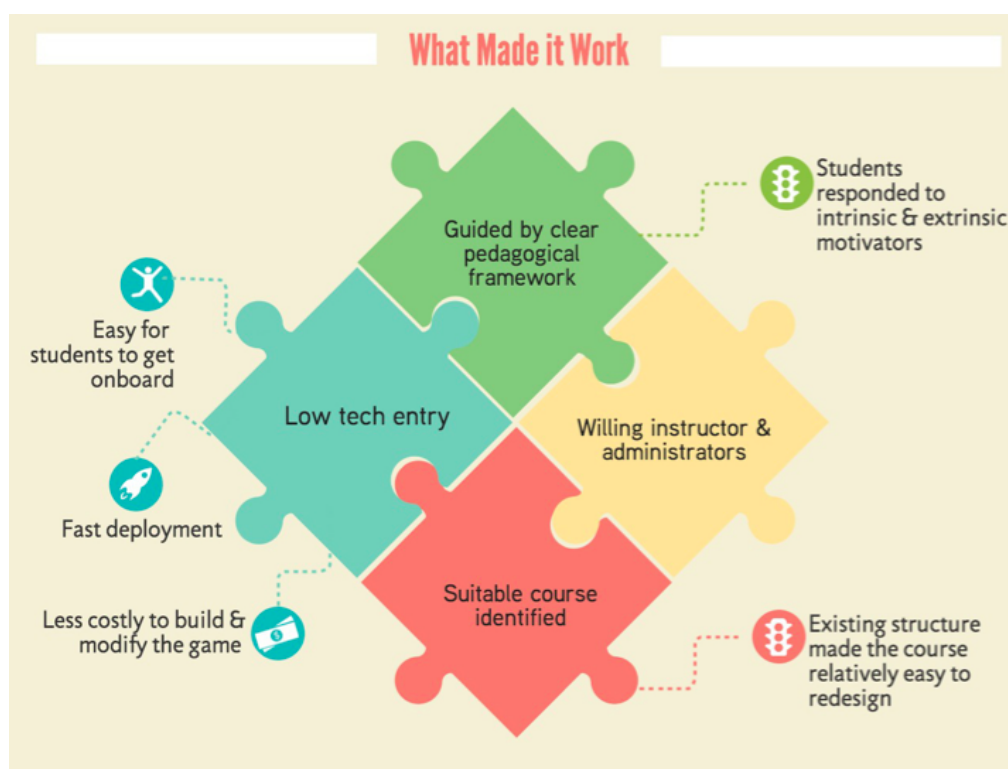 What Made it Work
Guided by clear
pedagogical
framework
Students
responded to
intrinsic & extrinsic
motivators
Easy for
students to get
onboard
Low tech entry
Willing instructor &
administrators
Fast deployment
Less costly to build &
modify the game
Suitable course
identified
Existing structure
made the course
relatively easy to
redesign